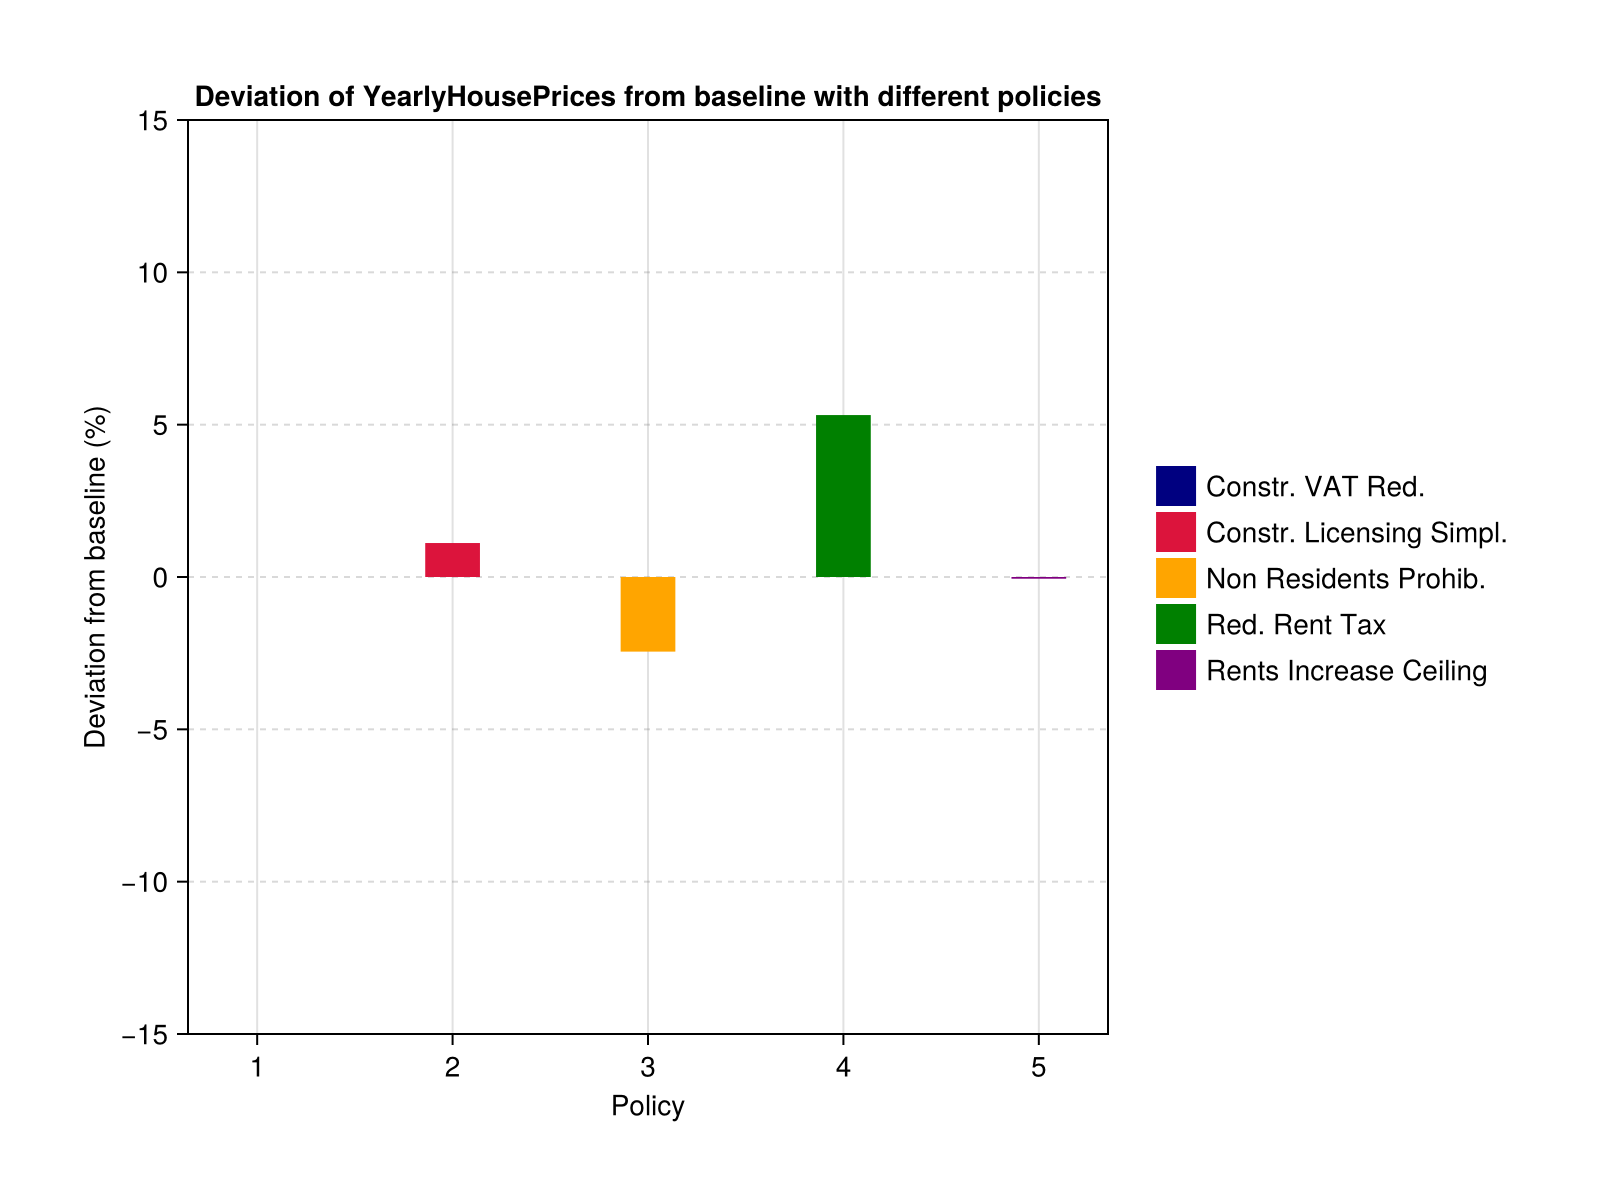 Deviation of YearlyHousePrices from baseline with different policies
15
10
5
0
−5
−10
−15
Deviation from baseline (%)
1 2 3 4 5
Policy
Constr. VAT Red.
Constr. Licensing Simpl.
Non Residents Prohib.
Red. Rent Tax
Rents Increase Ceiling